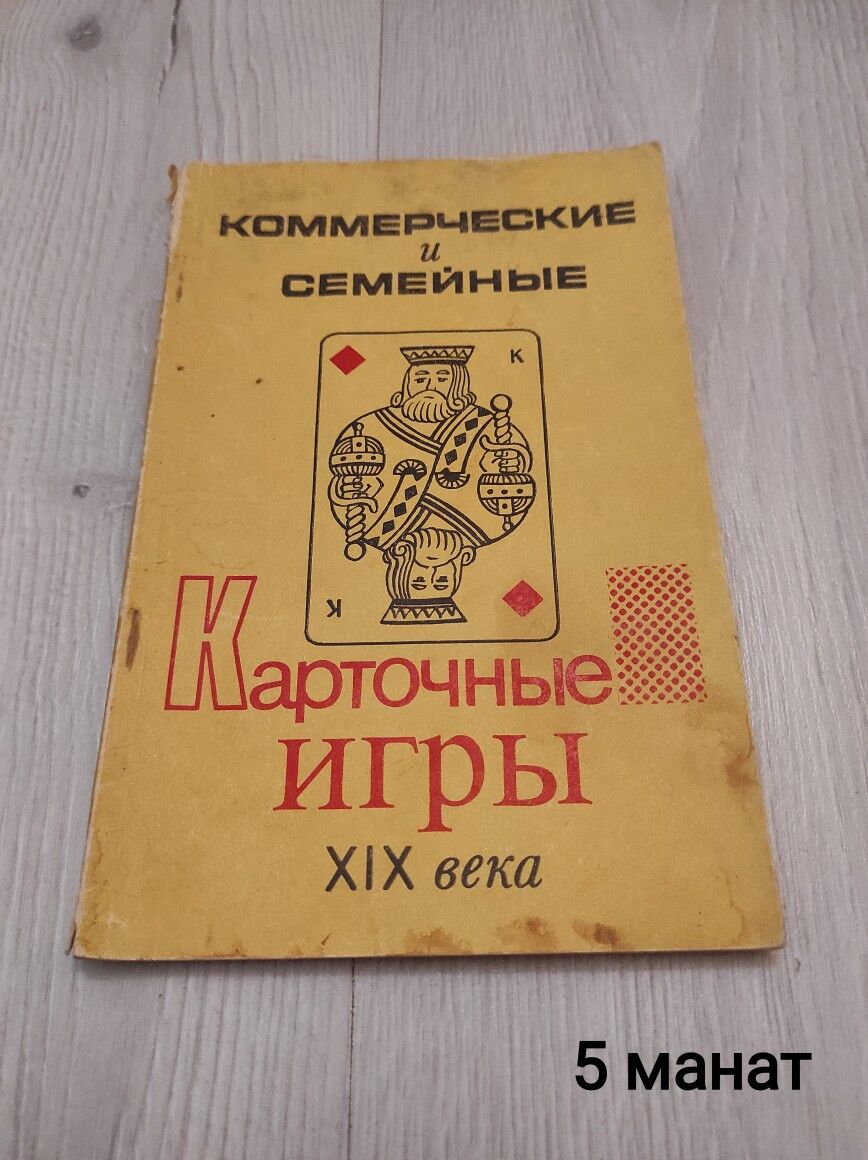 КОММЕРЧЕСКИЕ
и
СЕМЕЙНЫЕ
К
К
Карточные
игры
XIX века
5 манат